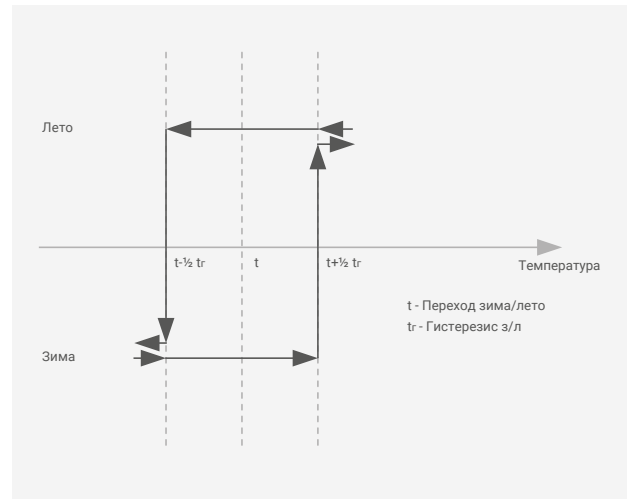 Лето
t-½ tr
t
t+½ tr
Температура
t - Переход зима/лето
tr - Гистерезис з/л
Зима